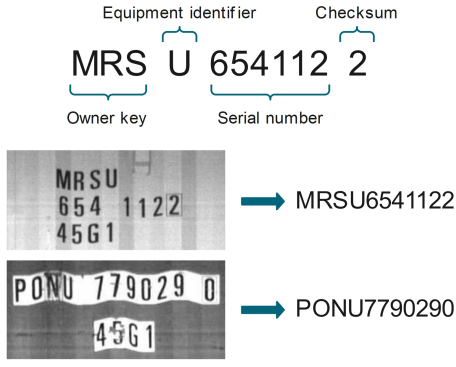 Equipment identifier Checksum
MRS U 654112 2
Owner key Serial number
MRSU
654 1122
45G1
MRSU6541122
PONU 779029 0
45G1
PONU7790290